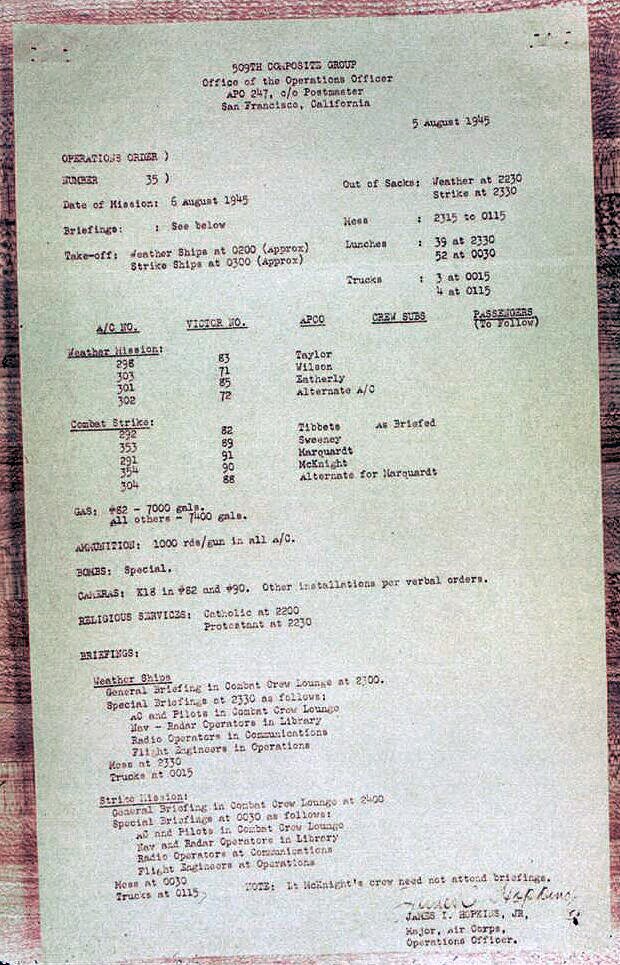 509TH COMPOSITE GROUP
Office of the Operations Officer
APO 247, c/o Postmaster
San Francisco, California
5 August 1945
OPERATIONS ORDER )
NUMBER 35 )
Date of Mission: 6 August 1945
Briefings: : See below
Take-off: Weather Ships at 0200 (Approx)
Strike Ships at 0300 (Approx)
Out of Sacks: Weather at 2230
Strike at 2330
Mess : 2315 to 0115
Lunches : 39 at 2330
52 at 0030
Trucks : 3 at 0015
4 at 0115
A/C NO. VICTOR NO. APCO CREW SUBS PASSENGERS
(To Follow)
Weather Mission:
298 83 Taylor
303 71 Wilson
301 85 Eatherly
302 72 Alternate A/C
Combat Strike:
292 82 Tibbets As Briefed
353 89 Sweeney
291 91 Marquardt
354 90 McKnight
304 88 Alternate for Marquardt
GAS: #82 - 7000 gals.
All others - 7400 gals.
AMMUNITION: 1000 rds/gun in all A/C.
BOMBS: Special.
CAMERAS: K18 in #82 and #90. Other installations per verbal orders.
RELIGIOUS SERVICES: Catholic at 2200
Protestant at 2230
BRIEFINGS:
Weather Ships
General Briefing in Combat Crew Lounge at 2300.
Special Briefings at 2330 as follows:
AC and Pilots in Combat Crew Lounge
Nav - Radar Operators in Library
Radio Operators in Communications
Flight Engineers in Operations
Mess at 2330
Trucks at 0015
Strike Mission:
General Briefing in Combat Crew Lounge at 2400
Special Briefings at 0030 as follows:
AC and Pilots in Combat Crew Lounge
Nav and Radar Operators in Library
Radio Operators at Communications
Flight Engineers at Operations
Mess at 0030
Trucks at 0115
NOTE: Lt McKnight's crew need not attend briefings.
JAMES I. HOPKINS, JR,
Major, Air Corps,
Operations Officer.